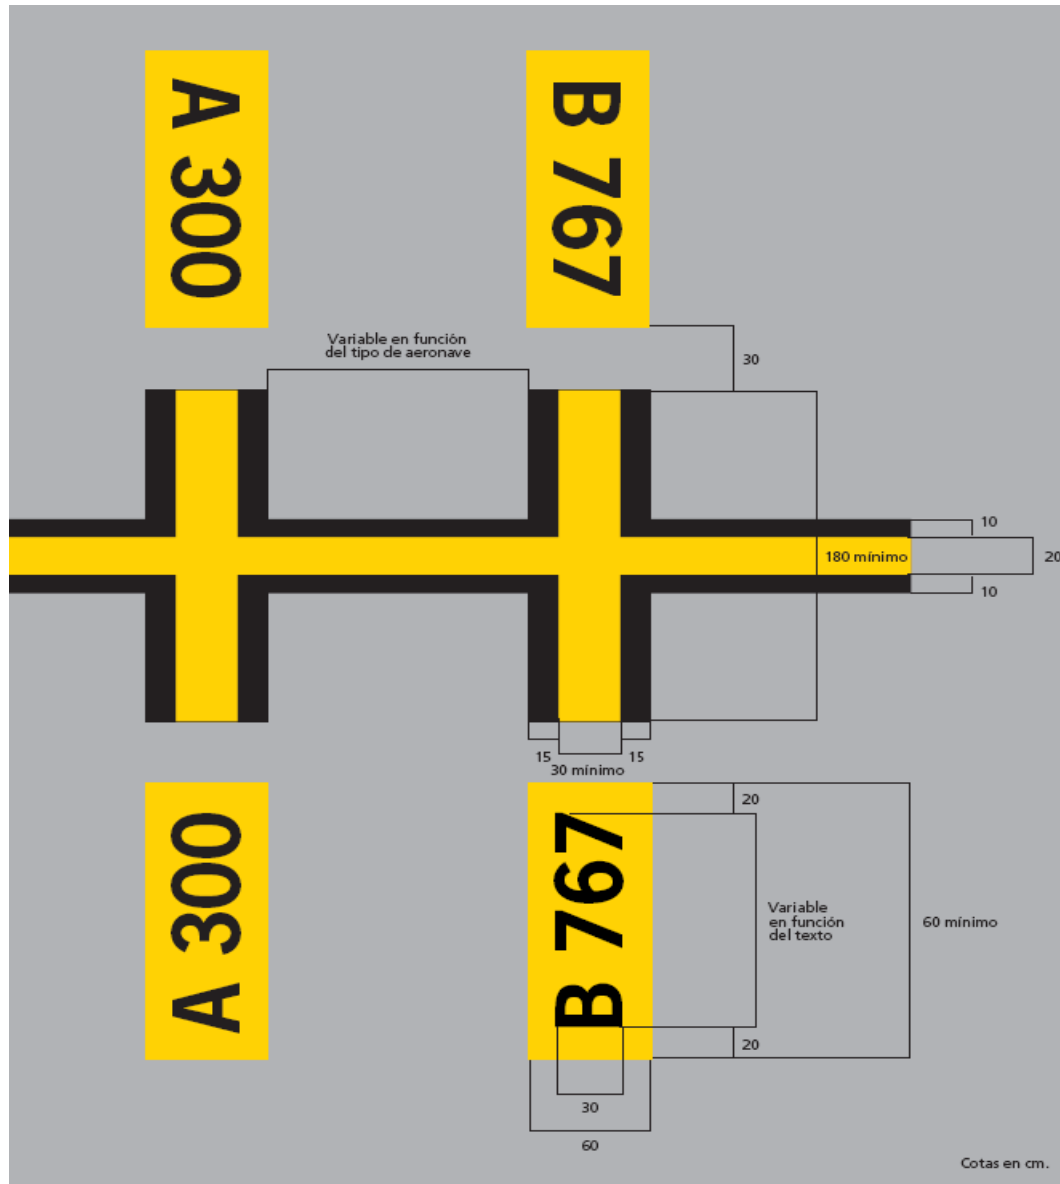 A 300
B 767
Variable en función
del tipo de aeronave
30
10
180 mínimo
20
10
15
15
30 mínimo
A 300
B 767
20
Variable
en función
del texto
60 mínimo
20
30
60
Cotas en cm.